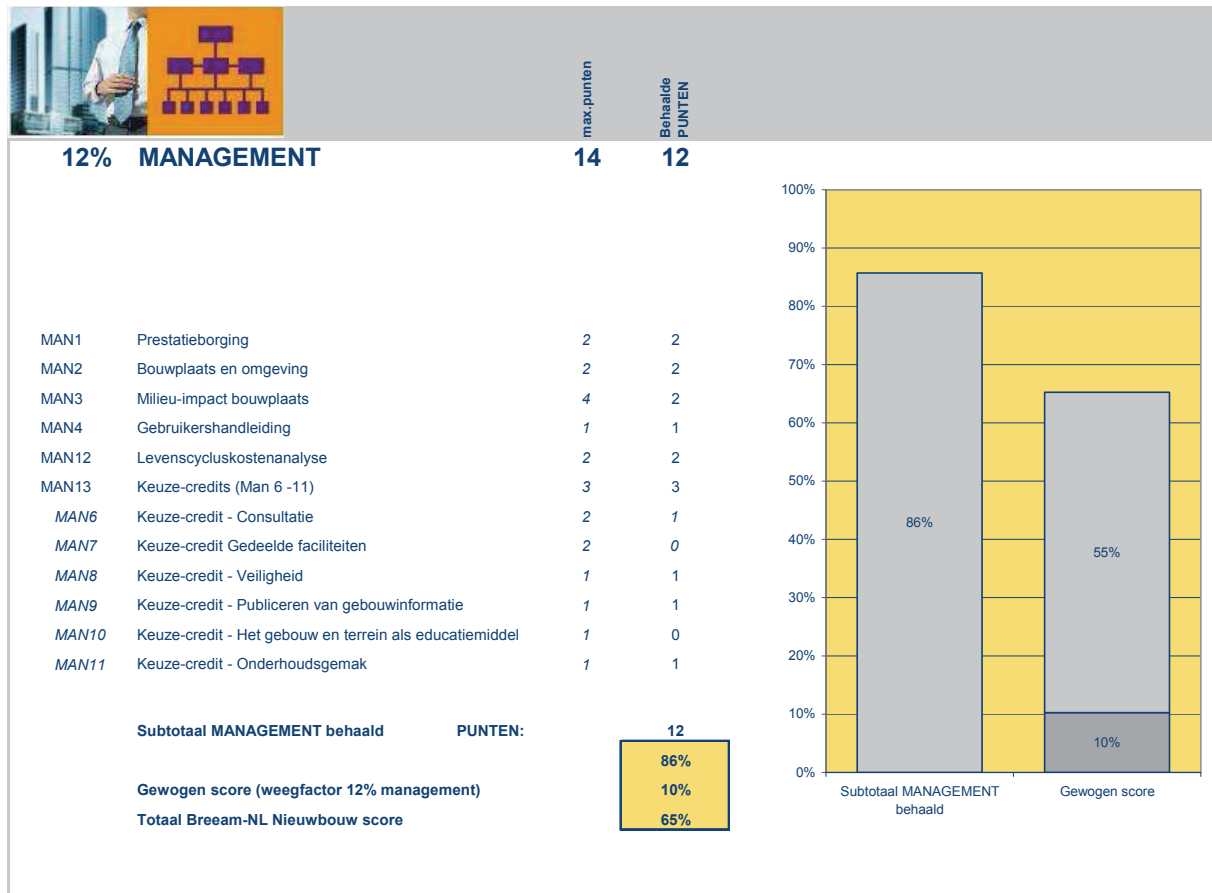 max.punten
Behaalde
PUNTEN
12% MANAGEMENT 14 12
MAN1 Prestatieborging 2 2
MAN2 Bouwplaats en omgeving 2 2
MAN3 Milieu-impact bouwplaats 4 2
MAN4 Gebruikershandleiding 1 1
MAN12 Levenscycluskostenanalyse 2 2
MAN13 Keuze-credits (Man 6 -11) 3 3
MAN6 Keuze-credit - Consultatie 2 1
MAN7 Keuze-credit Gedeelde faciliteiten 2 0
MAN8 Keuze-credit - Veiligheid 1 1
MAN9 Keuze-credit - Publiceren van gebouwinformatie 1 1
MAN10 Keuze-credit - Het gebouw en terrein als educatiemiddel 1 0
MAN11 Keuze-credit - Onderhoudsgemak 1 1
Subtotaal MANAGEMENT behaald PUNTEN: 12
86%
Gewogen score (weegfactor 12% management) 10%
Totaal Breeam-NL Nieuwbouw score 65%
100%
90%
80%
70%
60%
50%
40%
30%
20%
10%
0%
86%
55%
10%
Subtotaal MANAGEMENT
behaald
Gewogen score